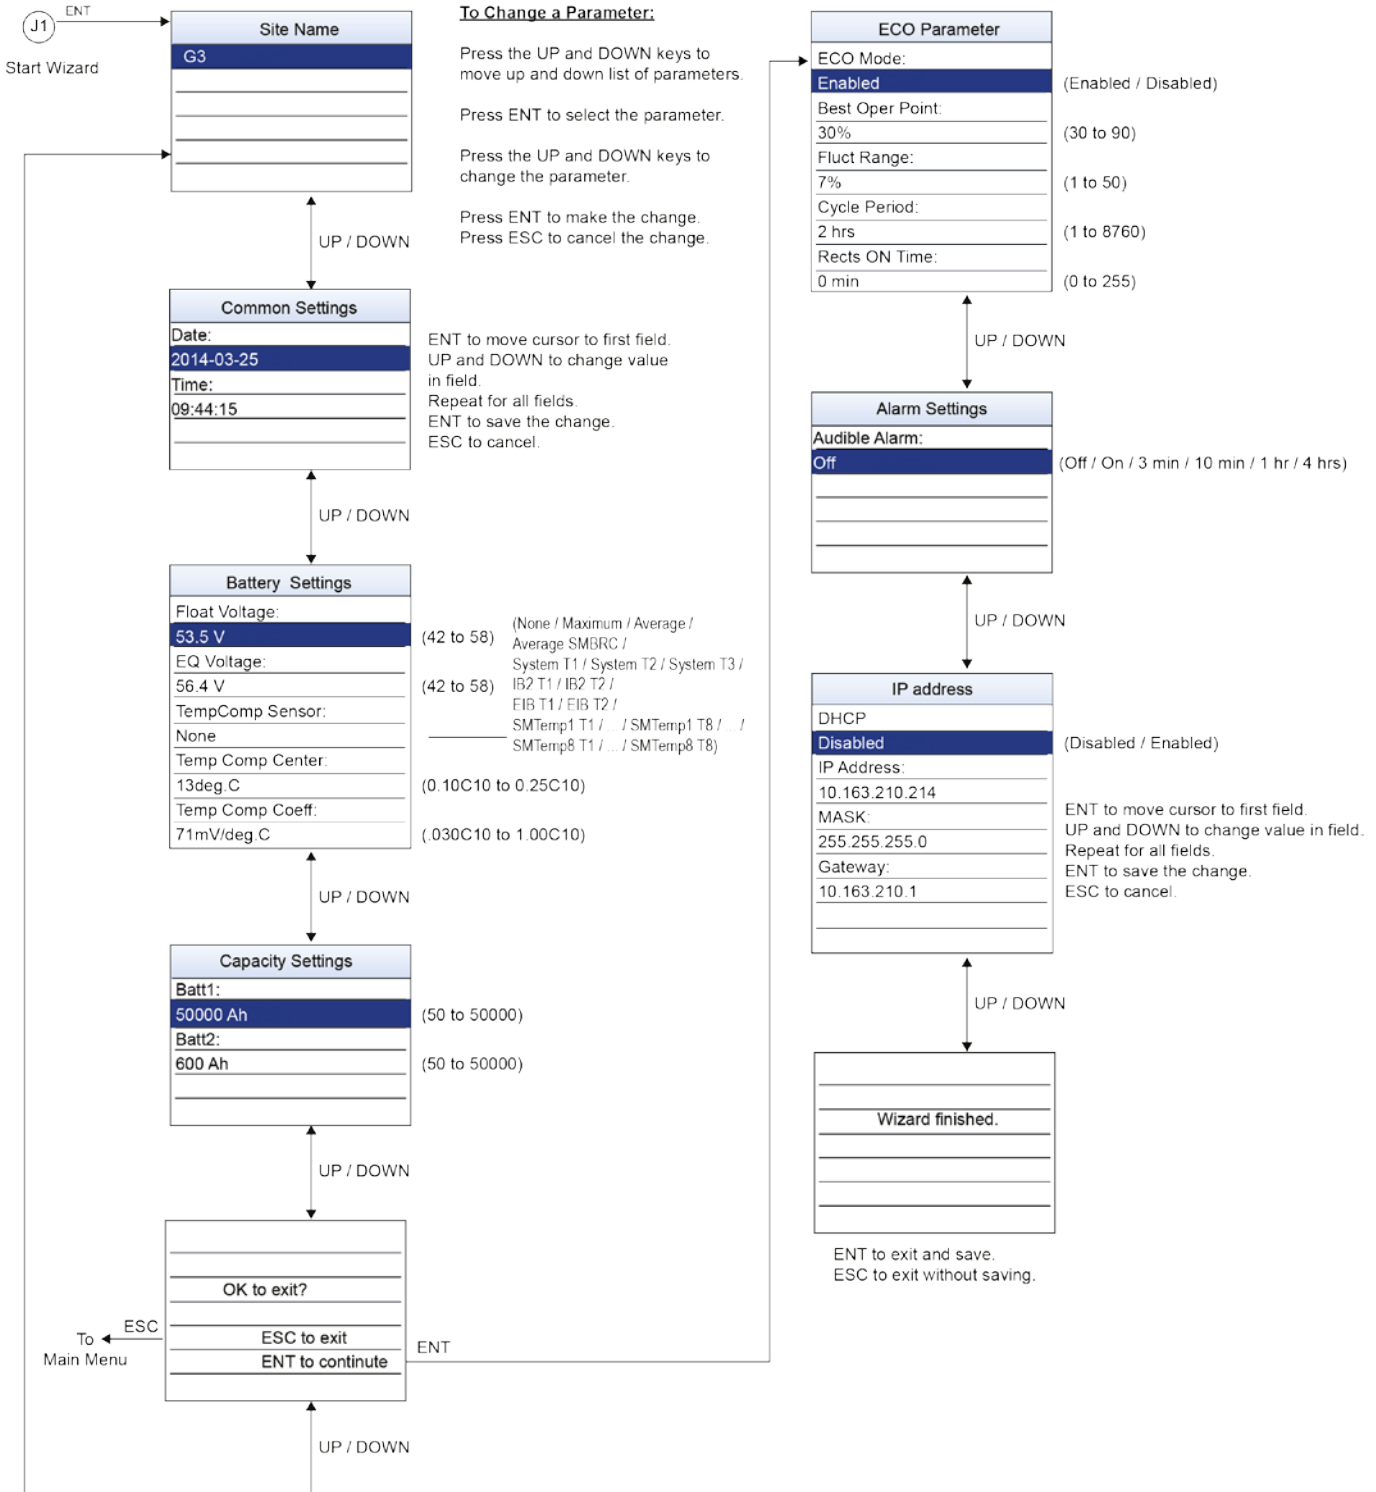 J1
ENT
Start Wizard
Site Name
G3
To Change a Parameter:
Press the UP and DOWN keys to
move up and down list of parameters.
Press ENT to select the parameter.
Press the UP and DOWN keys to
change the parameter.
Press ENT to make the change.
Press ESC to cancel the change.
UP / DOWN
Common Settings
Date:
2014-03-25
Time:
09:44:15
ENT to move cursor to first field.
UP and DOWN to change value
in field.
Repeat for all fields.
ENT to save the change.
ESC to cancel.
UP / DOWN
Battery Settings
Float Voltage:
53.5 V
(42 to 58)
EQ Voltage:
56.4 V
(42 to 58)
TempComp Sensor:
None
(None / Maximum / Average /
Average SMBRC /
System T1 / System T2 / System T3 /
IB2 T1 / IB2 T2 /
EIB T1 / EIB T2 /
SMTemp1 T1 / ... / SMTemp1 T8 / ... /
SMTemp8 T1 / ... / SMTemp8 T8)
Temp Comp Center:
13deg.C
(0.10C10 to 0.25C10)
Temp Comp Coeff:
71mV/deg.C
(.030C10 to 1.00C10)
UP / DOWN
Capacity Settings
Batt1:
50000 Ah
(50 to 50000)
Batt2:
600 Ah
(50 to 50000)
UP / DOWN
OK to exit?
ESC to exit
ENT to continute
ESC
To
Main Menu
ENT
UP / DOWN
ECO Parameter
ECO Mode:
Enabled
(Enabled / Disabled)
Best Oper Point:
30%
(30 to 90)
Fluct Range:
7%
(1 to 50)
Cycle Period:
2 hrs
(1 to 8760)
Rects ON Time:
0 min
(0 to 255)
UP / DOWN
Alarm Settings
Audible Alarm:
Off
(Off / On / 3 min / 10 min / 1 hr / 4 hrs)
UP / DOWN
IP address
DHCP
Disabled
(Disabled / Enabled)
IP Address:
10.163.210.214
MASK:
255.255.255.0
Gateway:
10.163.210.1
ENT to move cursor to first field.
UP and DOWN to change value in field.
Repeat for all fields.
ENT to save the change.
ESC to cancel.
UP / DOWN
Wizard finished.
ENT to exit and save.
ESC to exit without saving.